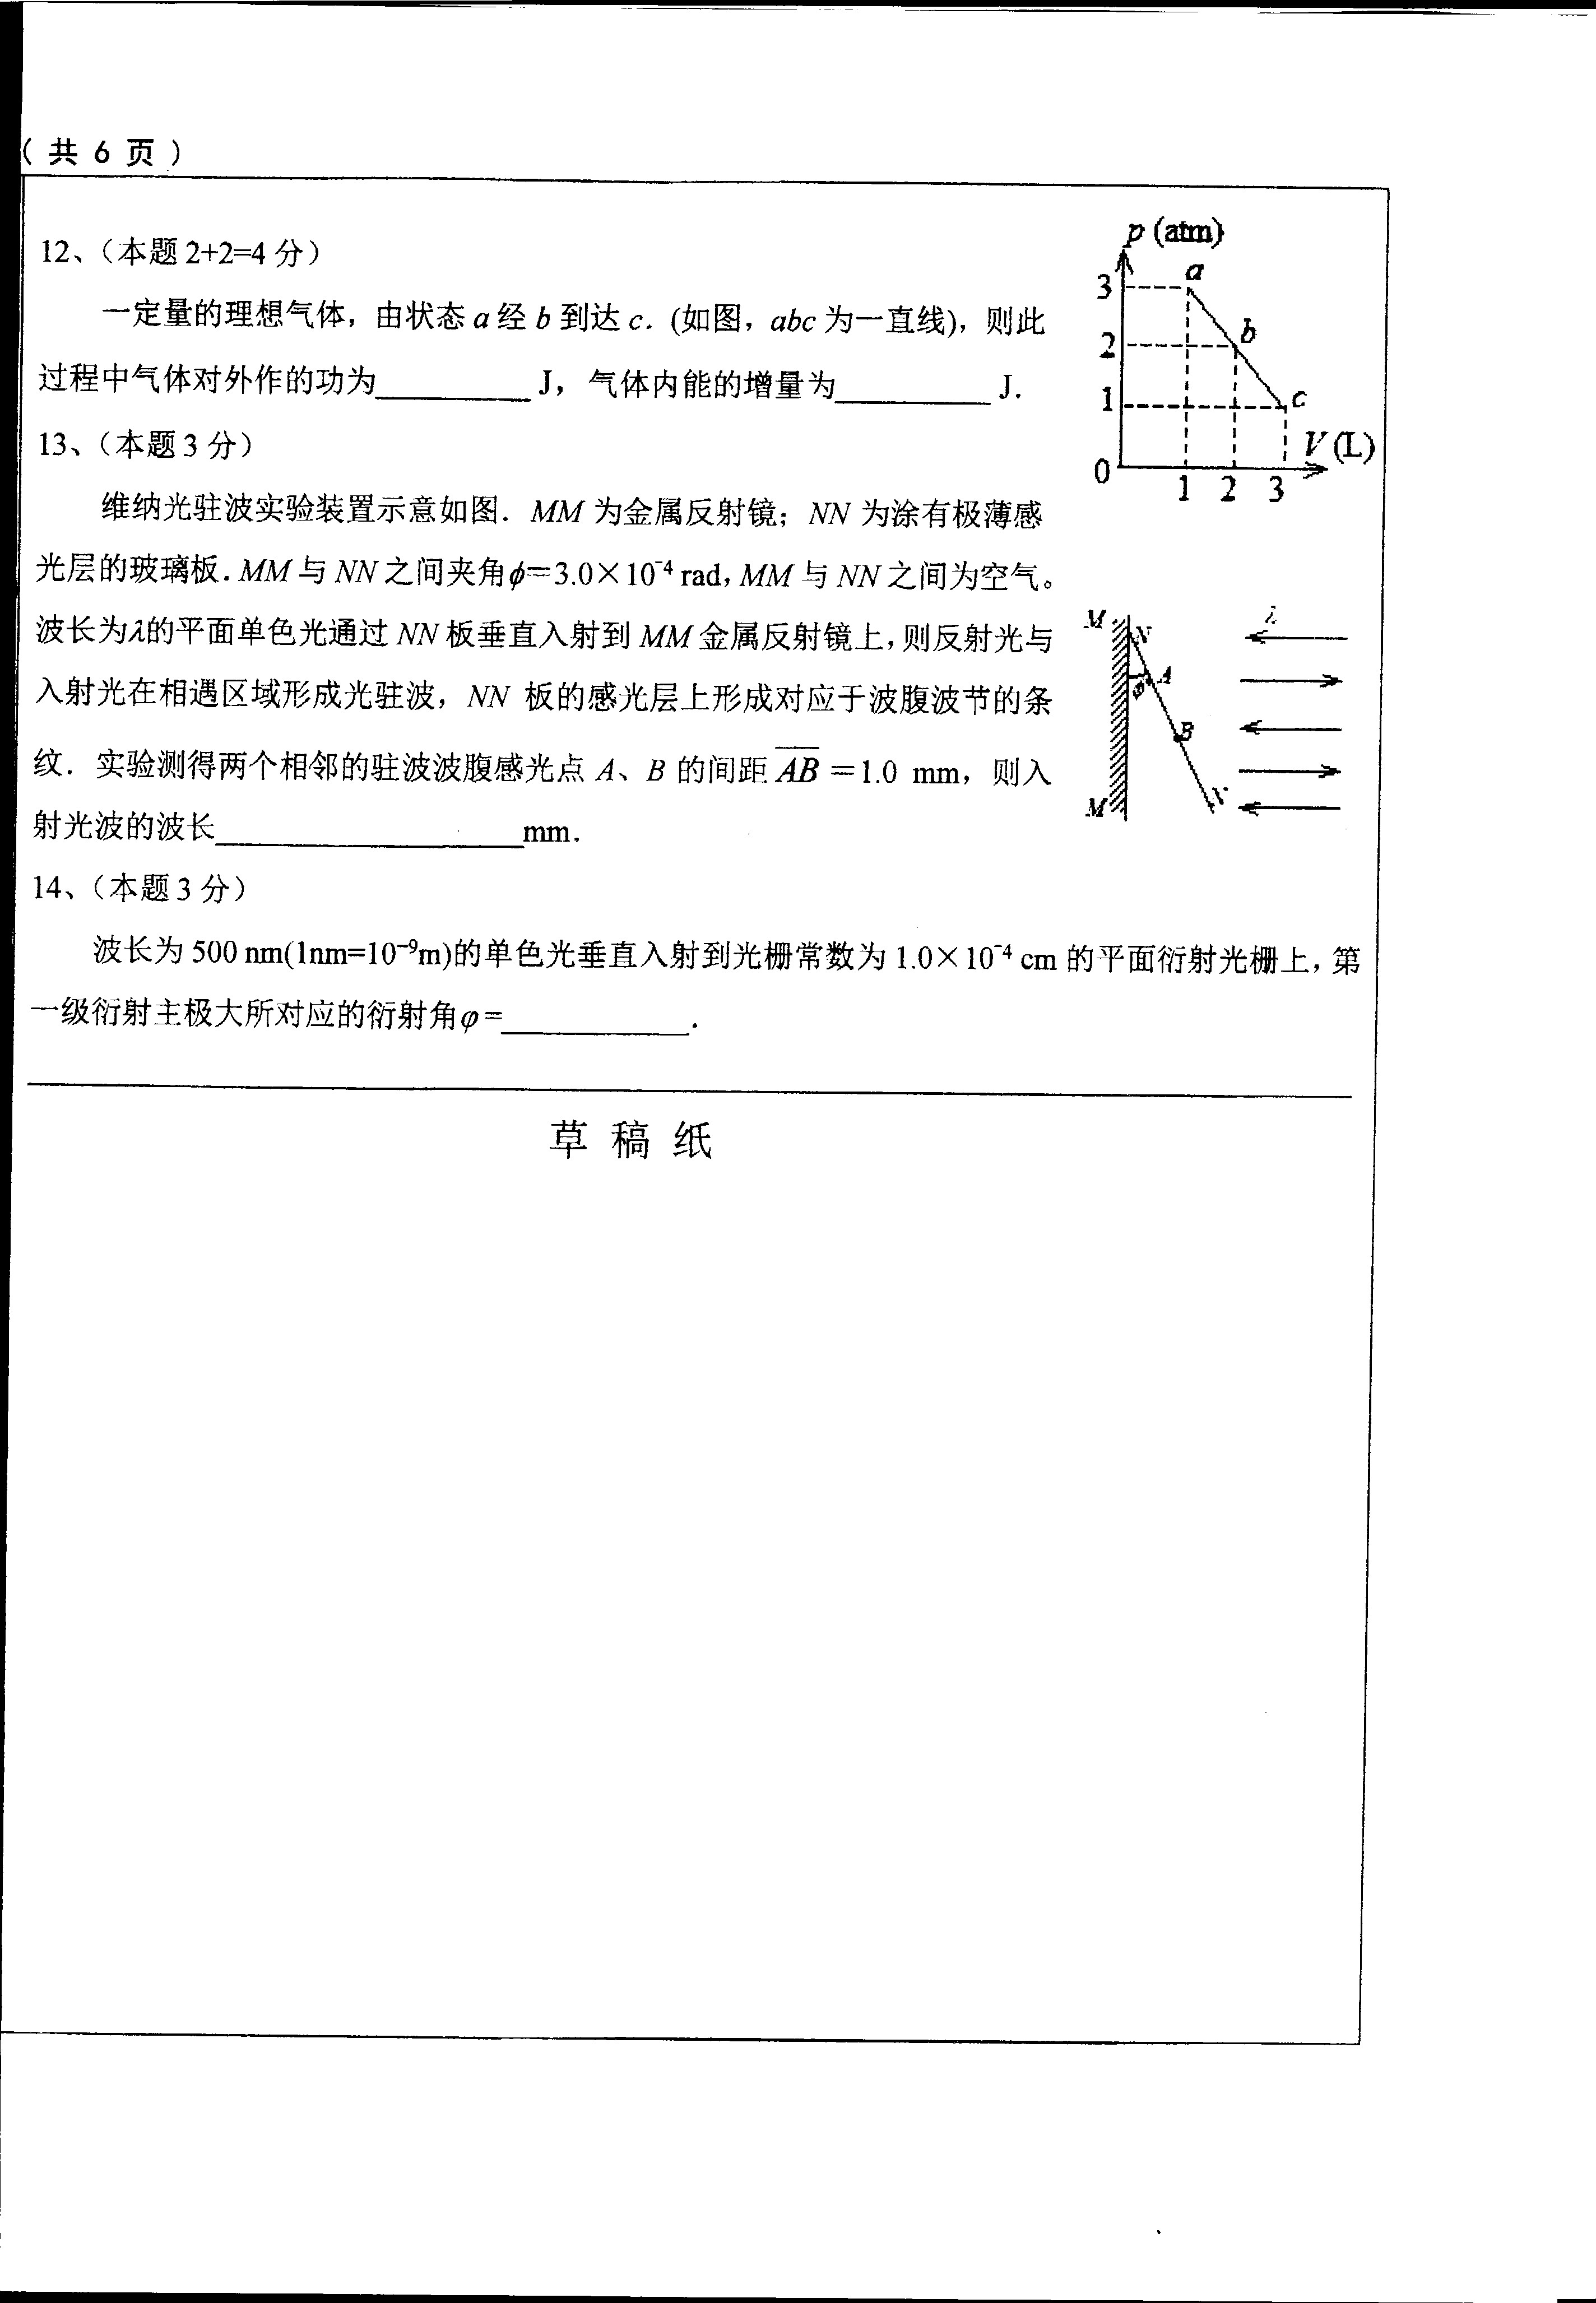 （ 共 6 页 ）
12、（本题 2+2=4 分）
一定量的理想气体，由状态 a 经 b 到达 c．(如图，abc 为一直线)，则此
过程中气体对外作的功为__________ J，气体内能的增量为__________ J．
p (atm)
3
a
2
b
1
c
0
1 2 3
V (L)
13、（本题 3 分）
维纳光驻波实验装置示意如图．MM 为金属反射镜；NN 为涂有极薄感
光层的玻璃板．MM 与 NN 之间夹角ϕ=3.0×10⁻⁴ rad, MM 与 NN 之间为空气。
波长为λ的平面单色光通过 NN 板垂直入射到 MM 金属反射镜上，则反射光与
入射光在相遇区域形成光驻波，NN 板的感光层上形成对应于波腹波节的条
纹．实验测得两个相邻的驻波波腹感光点 A、B 的间距 A̅B̅ =1.0 mm，则入
射光波的波长____________________mm．
M
N
λ
A
ϕ
B
M
N
14、（本题 3 分）
波长为 500 nm(1nm=10⁻⁹m)的单色光垂直入射到光栅常数为 1.0×10⁻⁴ cm 的平面衍射光栅上，第
一级衍射主极大所对应的衍射角φ=____________．
草 稿 纸